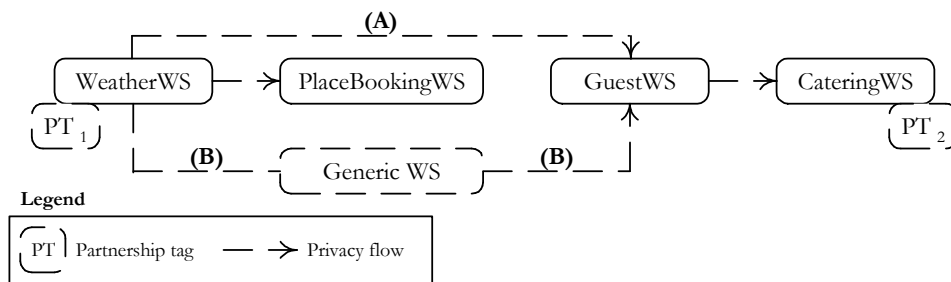 (A)
WeatherWS PlaceBookingWS GuestWS CateringWS
PT 1 PT 2
(B) Generic WS (B)
Legend
PT Partnership tag Privacy flow